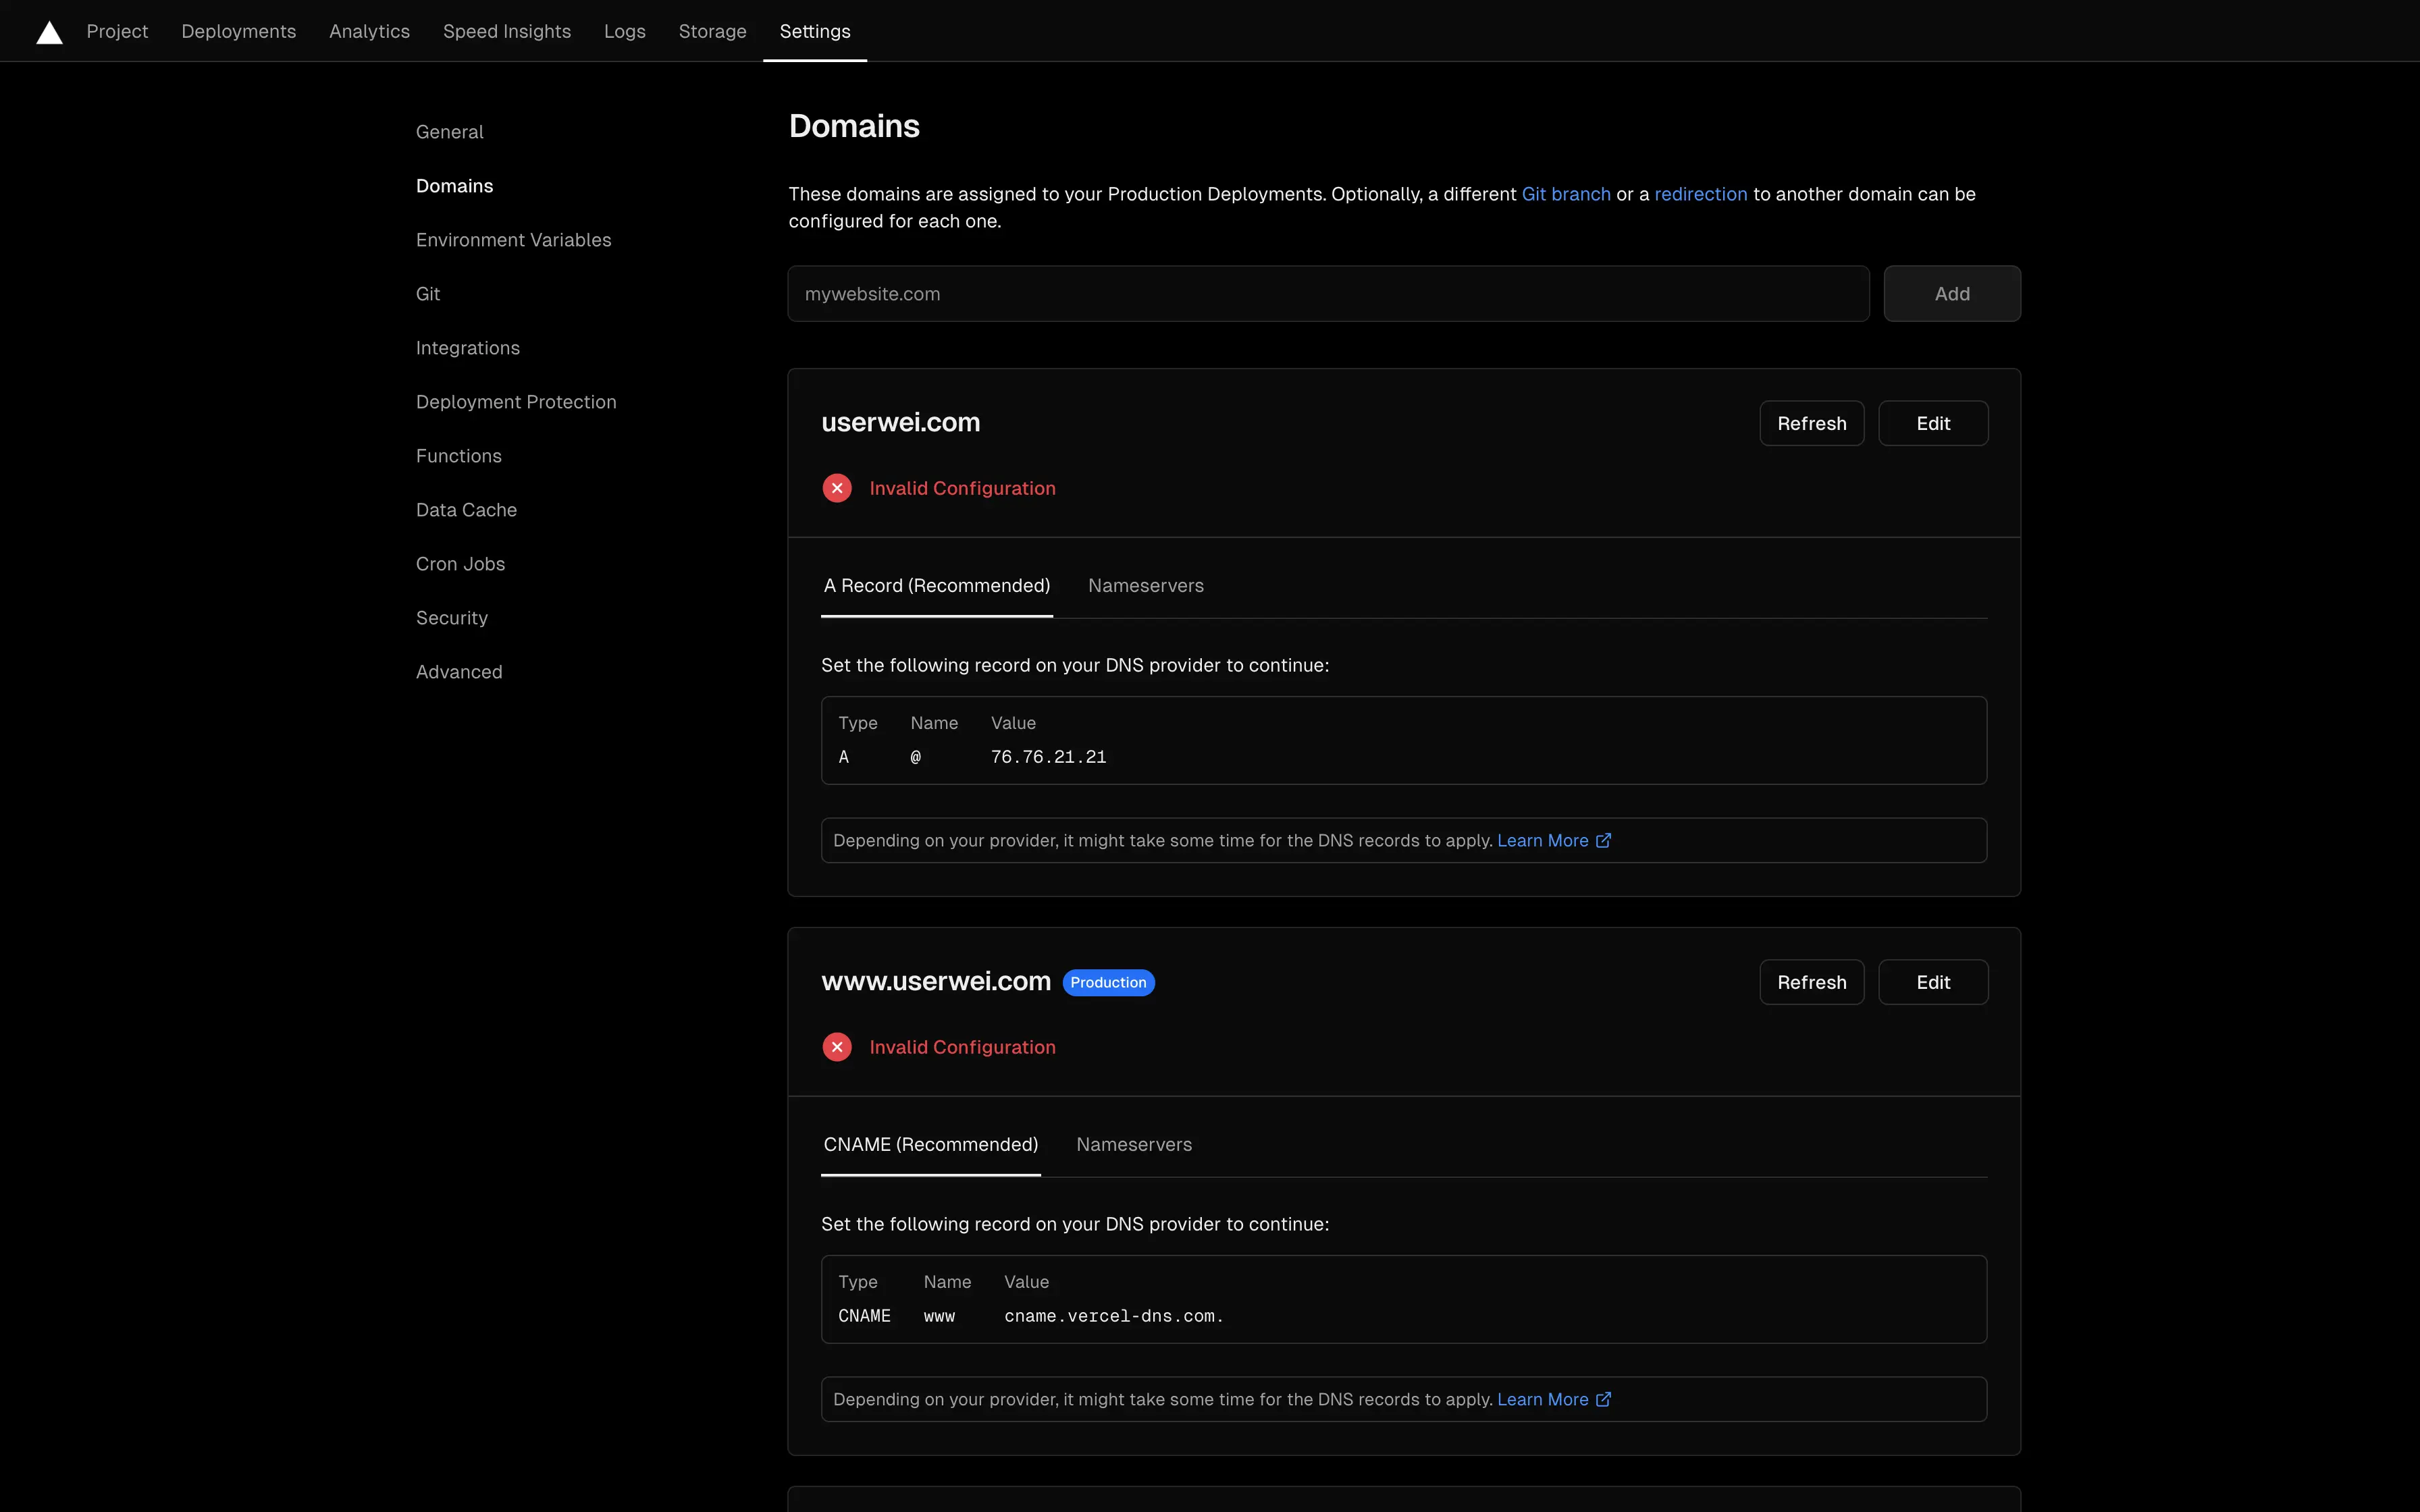 Project Deployments Analytics Speed Insights Logs Storage Settings
General
Domains
Environment Variables
Git
Integrations
Deployment Protection
Functions
Data Cache
Cron Jobs
Security
Advanced
Domains
These domains are assigned to your Production Deployments. Optionally, a different Git branch or a redirection to another domain can be
configured for each one.
mywebsite.com Add
userwei.com Refresh Edit
Invalid Configuration
A Record (Recommended) Nameservers
Set the following record on your DNS provider to continue:
Type Name Value
A @ 76.76.21.21
Depending on your provider, it might take some time for the DNS records to apply. Learn More
www.userwei.com Production Refresh Edit
Invalid Configuration
CNAME (Recommended) Nameservers
Set the following record on your DNS provider to continue:
Type Name Value
CNAME www cname.vercel-dns.com.
Depending on your provider, it might take some time for the DNS records to apply. Learn More